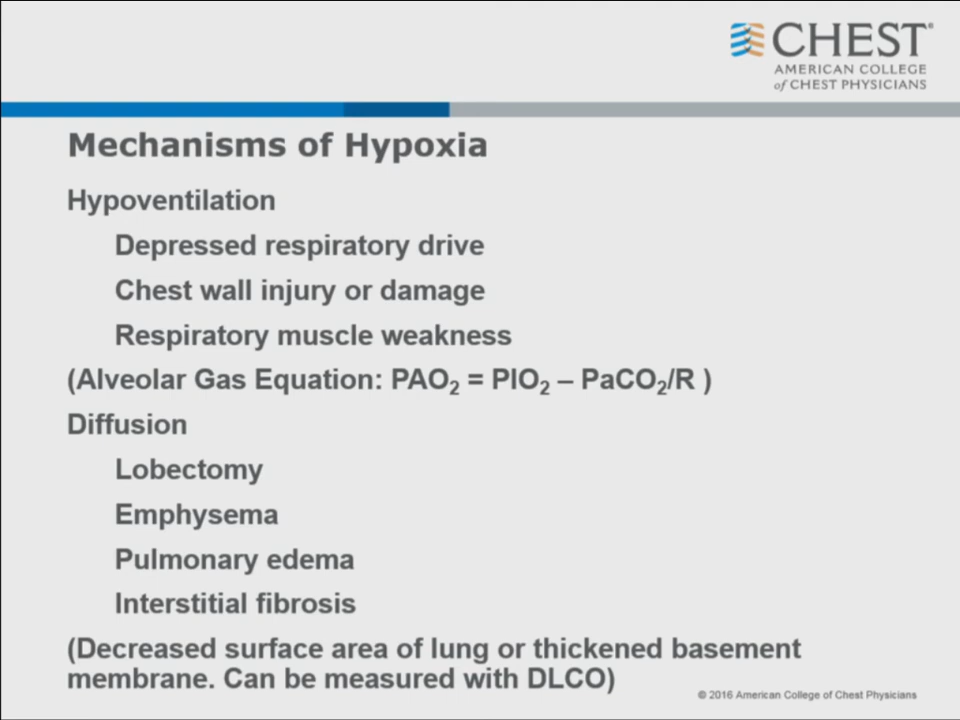 CHEST®
AMERICAN COLLEGE
of CHEST PHYSICIANS
Mechanisms of Hypoxia
Hypoventilation
Depressed respiratory drive
Chest wall injury or damage
Respiratory muscle weakness
(Alveolar Gas Equation: PAO₂ = PIO₂ – PaCO₂/R )
Diffusion
Lobectomy
Emphysema
Pulmonary edema
Interstitial fibrosis
(Decreased surface area of lung or thickened basement
membrane. Can be measured with DLCO)
© 2016 American College of Chest Physicians